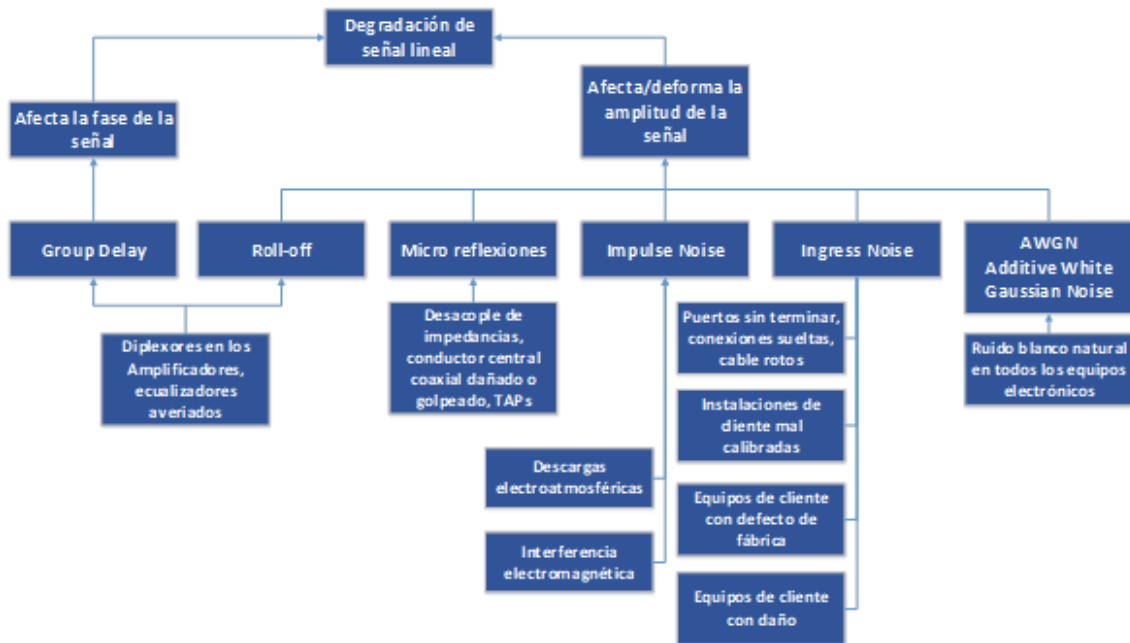 Degradación de
señal lineal
Afecta la fase de la
señal
Afecta/deforma la
amplitud de la
señal
Group Delay
Roll-off
Micro reflexiones
Impulse Noise
Ingress Noise
AWGN
Additive White
Gaussian Noise
Diplexores en los
Amplificadores,
ecualizadores
averiados
Desacople de
impedancias,
conductor central
coaxial dañado o
golpeado, TAPs
Puertos sin terminar,
conexiones sueltas,
cable rotos
Ruido blanco natural
en todos los equipos
electrónicos
Instalaciones de
cliente mal
calibradas
Descargas
electroatmosféricas
Equipos de cliente
con defecto de
fábrica
Interferencia
electromagnética
Equipos de cliente
con daño